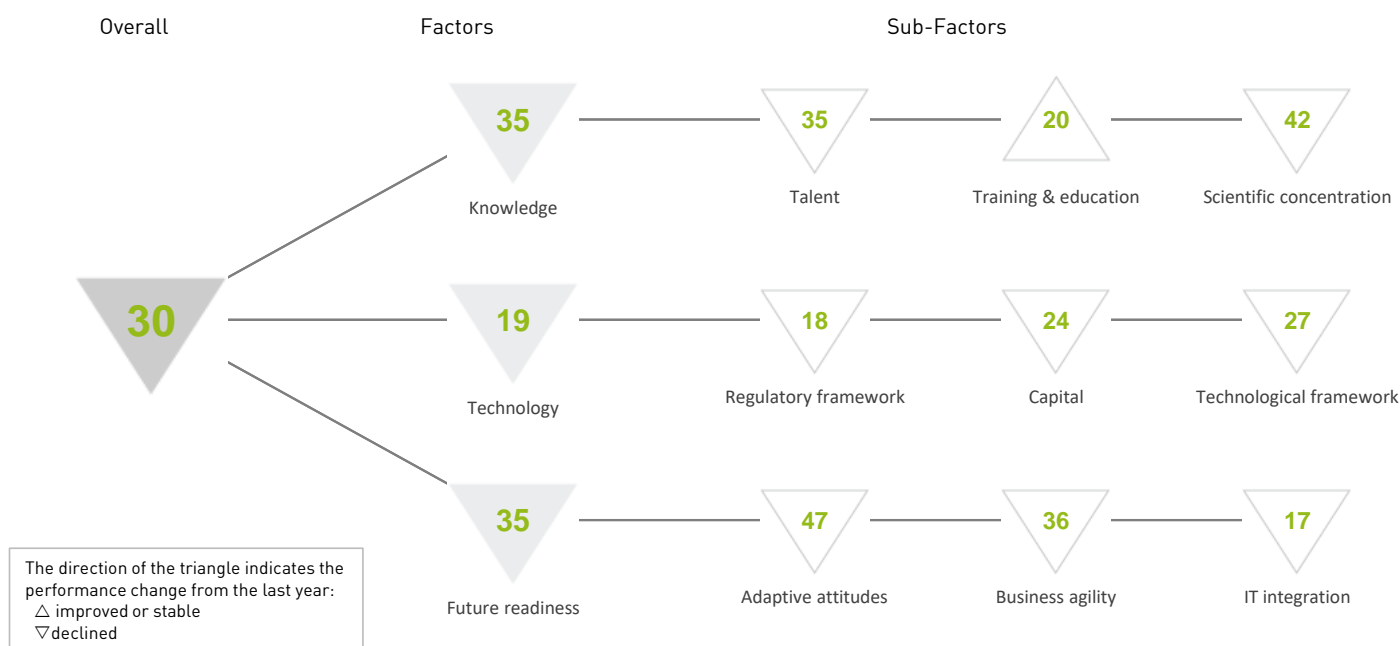 Overall
Factors
Sub-Factors
35
35
20
42
Knowledge
Talent
Training & education
Scientific concentration
30
19
18
24
27
Technology
Regulatory framework
Capital
Technological framework
35
47
36
17
Future readiness
Adaptive attitudes
Business agility
IT integration
The direction of the triangle indicates the
performance change from the last year:
△ improved or stable
▽declined